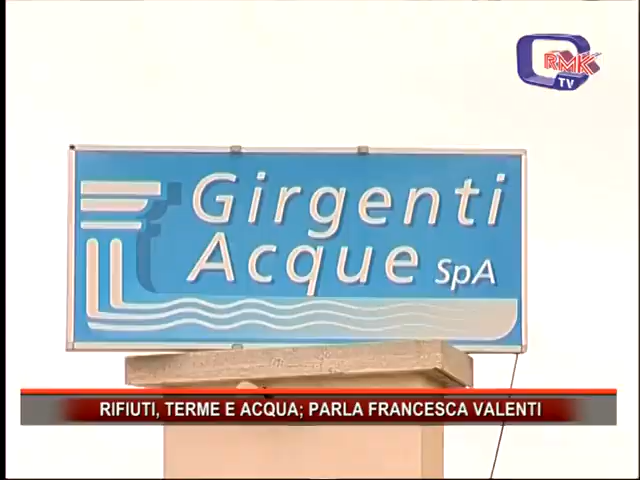 RMK
TV
Girgenti
Acque SpA
RIFIUTI, TERME E ACQUA; PARLA FRANCESCA VALENTI